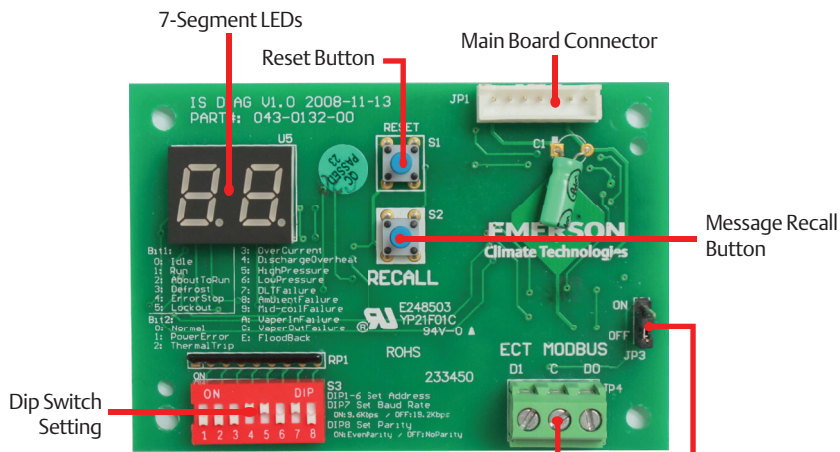 7-Segment LEDs
Reset Button
Main Board Connector
IS DIAG V1.0 2008-11-13
PART#: 043-0132-00
U5
RESET
S1
JP1
C1
QC
PASSED
23
S2
RECALL
EMERSON
Climate Technologies
Message Recall
Button
Bit1:
0: Idle
1: Run
2: AboutToRun
3: Defrost
4: ErrorStop
5: Lockout
Bit2:
0: Normal
1: PowerError
2: ThermalTrip
3: OverCurrent
4: DischargeOverheat
5: HighPressure
6: LowPressure
7: DLTFailure
8: AmbientFailure
9: Mid-coilFailure
A: VaperInFailure
C: VaperOutFailure
E: FloodBack
E248503
YP21F01C
94V-0
ROHS
233450
RP1
ON
OFF
JP3
ECT MODBUS
D1 C D0
JP4
Dip Switch
Setting
ON DIP
1 2 3 4 5 6 7 8
S3
DIP1-6 Set Address
DIP7 Set Baud Rate
ON:9.6Kbps / OFF:19.2Kbps
DIP8 Set Parity
ON:EvenParity / OFF:NoParity